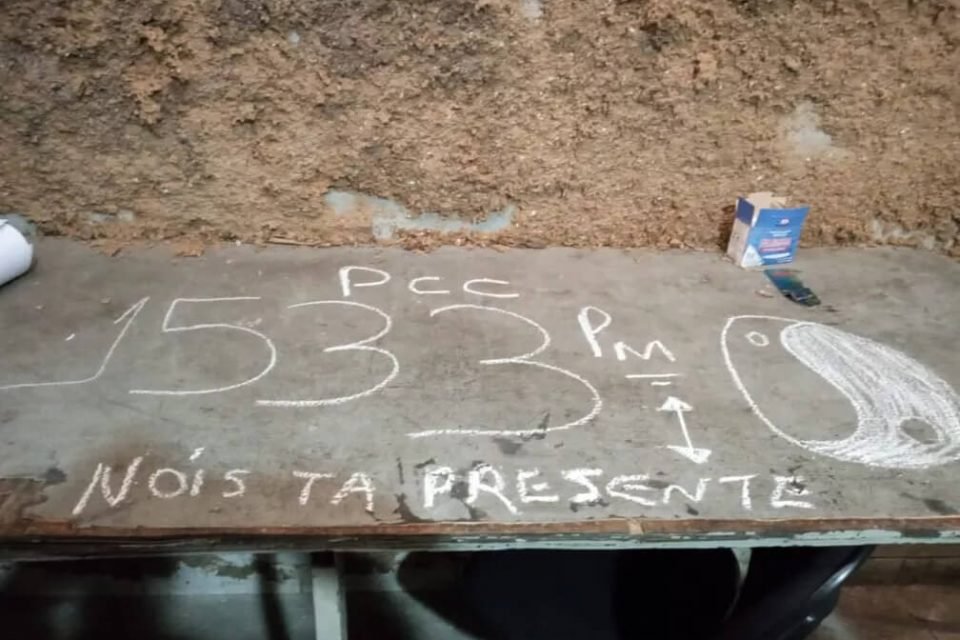 PCC
1533 PM
NOiS TA PRESENTE